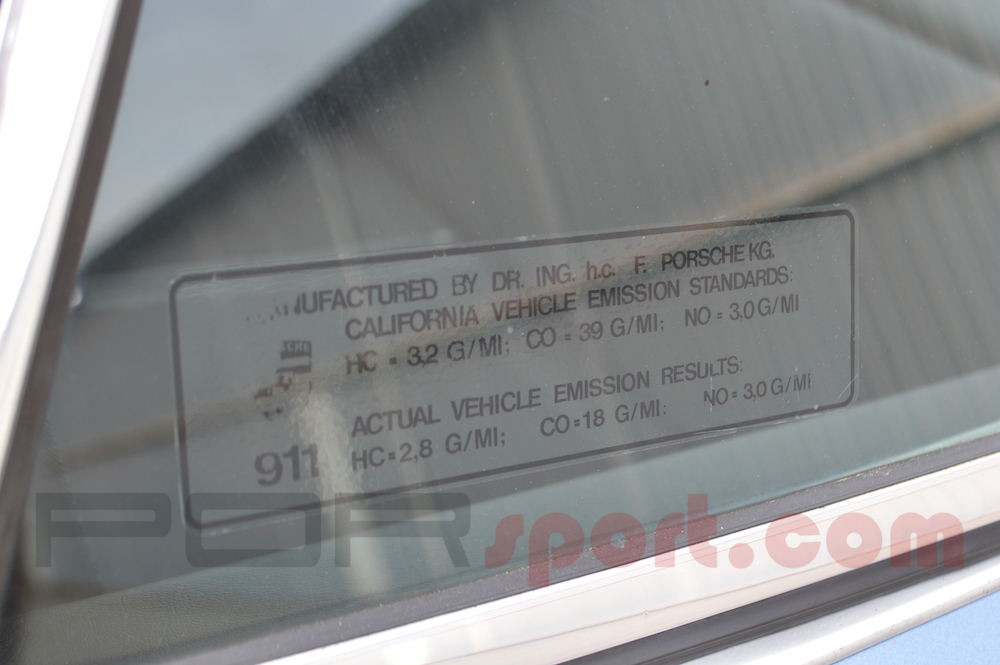 MANUFACTURED BY DR. ING. h.c. F. PORSCHE KG.
CALIFORNIA VEHICLE EMISSION STANDARDS:
HC = 3,2 G/MI; CO = 39 G/MI; NO = 3,0 G/MI
ACTUAL VEHICLE EMISSION RESULTS:
911 HC=2,8 G/MI; CO=18 G/MI: NO=3,0 G/MI
PORsport.com